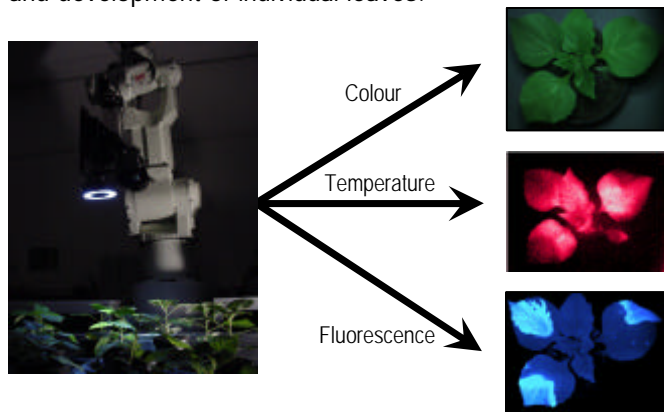 and development of individual leaves.
Colour
Temperature
Fluorescence